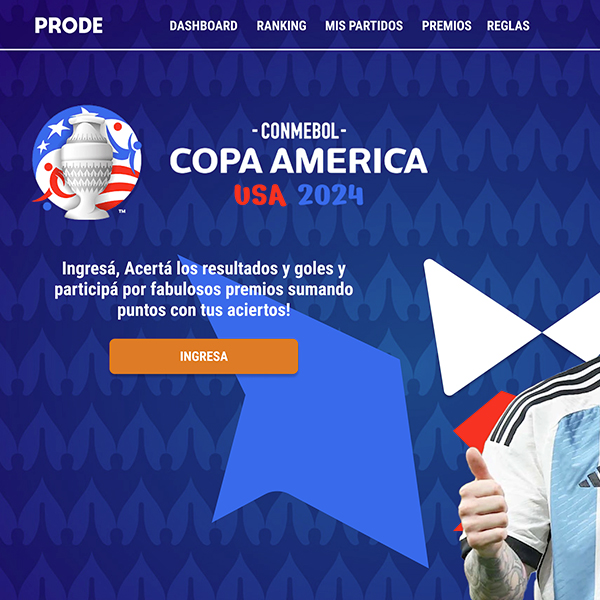 PRODE DASHBOARD RANKING MIS PARTIDOS PREMIOS REGLAS
- CONMEBOL -
COPA AMERICA
USA 2024
TM
Ingresá, Acertá los resultados y goles y
participá por fabulosos premios sumando
puntos con tus aciertos!
INGRESA